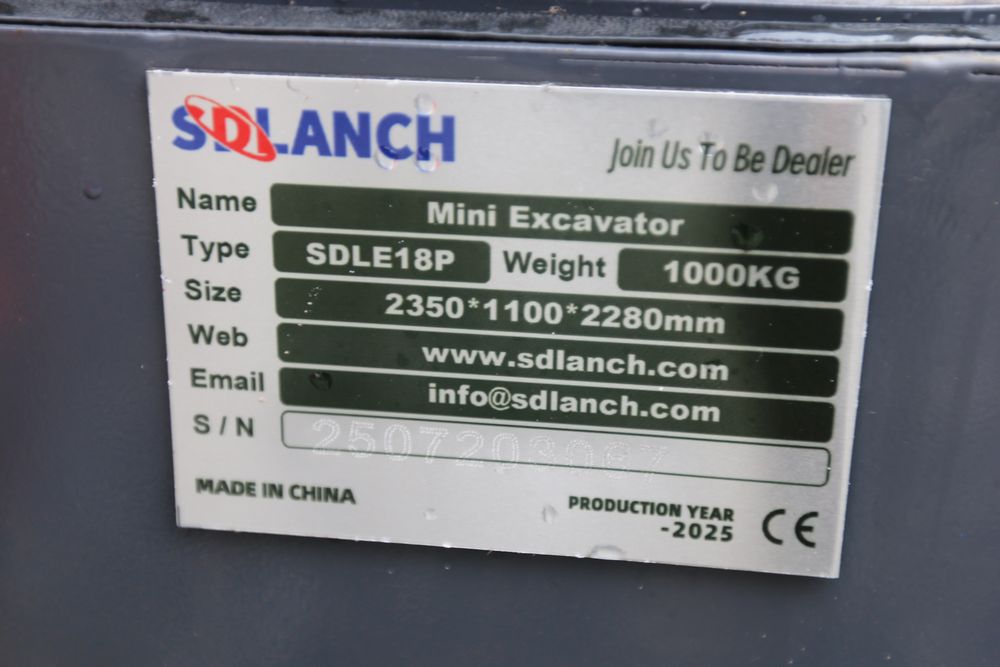 SDLANCH
Join Us To Be Dealer
Name Mini Excavator
Type SDLE18P Weight 1000KG
Size 2350*1100*2280mm
Web www.sdlanch.com
Email info@sdlanch.com
S/N 2507203067
MADE IN CHINA
PRODUCTION YEAR
-2025
CE